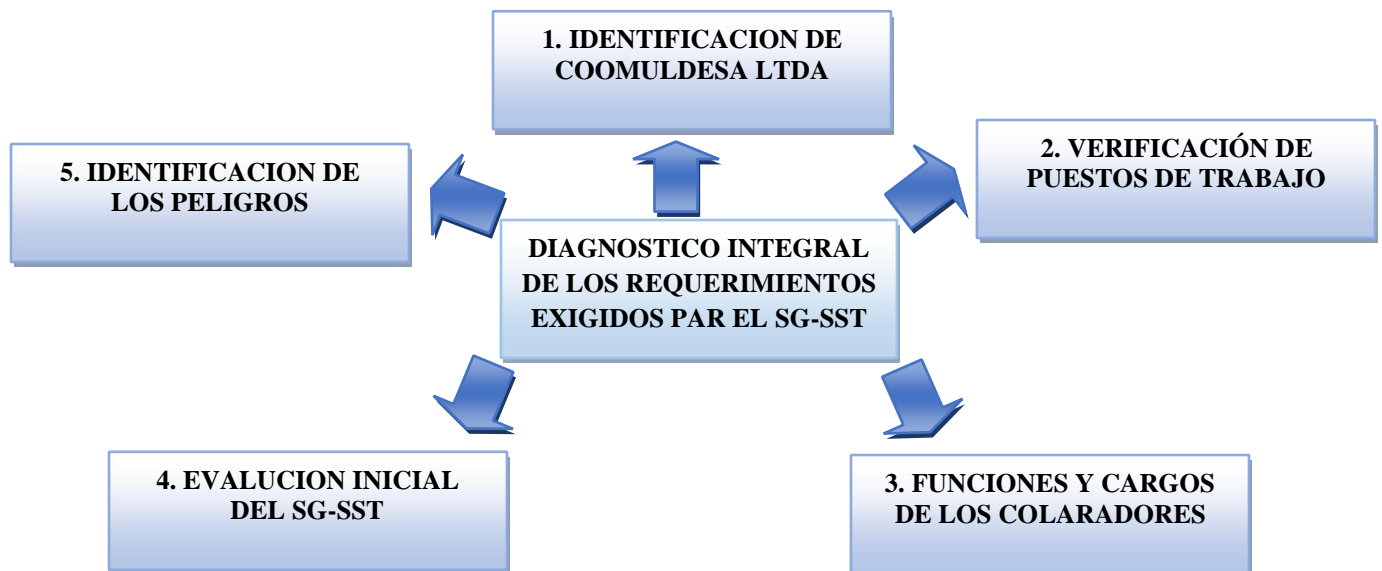 1. IDENTIFICACION DE
COOMULDESA LTDA
2. VERIFICACIÓN DE
PUESTOS DE TRABAJO
5. IDENTIFICACION DE
LOS PELIGROS
DIAGNOSTICO INTEGRAL
DE LOS REQUERIMIENTOS
EXIGIDOS PAR EL SG-SST
4. EVALUCION INICIAL
DEL SG-SST
3. FUNCIONES Y CARGOS
DE LOS COLARADORES